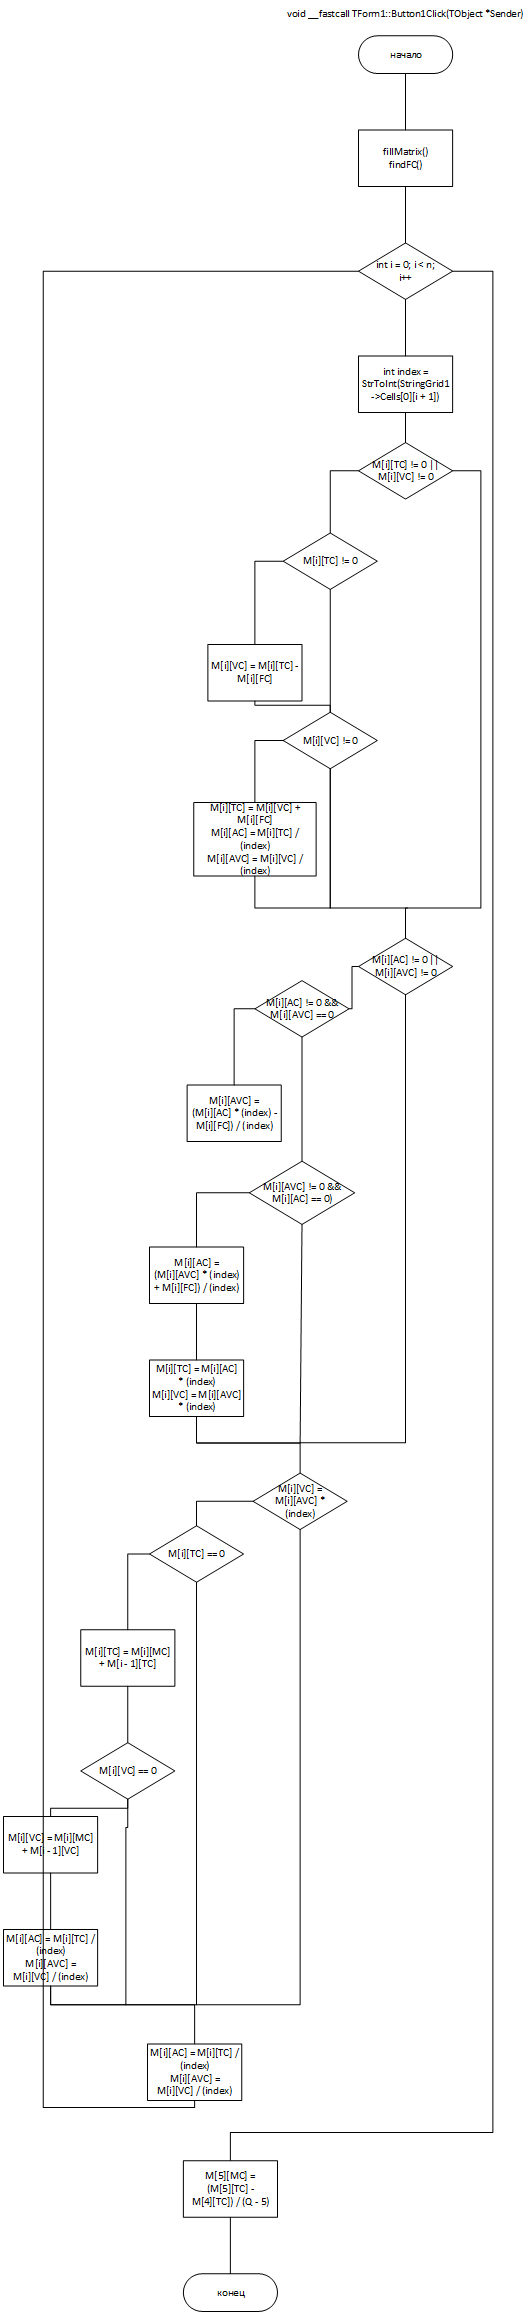 void __fastcall TForm1::Button1Click(TObject *Sender)
начало
fillMatrix()
findFC()
int i = 0; i < n;
i++
int index =
StrToInt(StringGrid1
->Cells[0][i + 1])
M[i][TC] != 0 ||
M[i][VC] != 0
M[i][TC] != 0
M[i][VC] = M[i][TC] -
M[i][FC]
M[i][VC] != 0
M[i][TC] = M[i][VC] +
M[i][FC]
M[i][AC] = M[i][TC] /
(index)
M[i][AVC] = M[i][VC] /
(index)
M[i][AC] != 0 ||
M[i][AVC] != 0
M[i][AC] != 0 &&
M[i][AVC] == 0
M[i][AVC] =
(M[i][AC] * (index) -
M[i][FC]) / (index)
M[i][AVC] != 0 &&
M[i][AC] == 0)
M[i][AC] =
(M[i][AVC] * (index)
+ M[i][FC]) / (index)
M[i][TC] = M[i][AC]
* (index)
M[i][VC] = M[i][AVC]
* (index)
M[i][VC] =
M[i][AVC] *
(index)
M[i][TC] == 0
M[i][TC] = M[i][MC]
+ M[i - 1][TC]
M[i][VC] == 0
M[i][VC] = M[i][MC]
+ M[i - 1][VC]
M[i][AC] = M[i][TC] /
(index)
M[i][AVC] =
M[i][VC] / (index)
M[i][AC] = M[i][TC] /
(index)
M[i][AVC] =
M[i][VC] / (index)
M[5][MC] =
(M[5][TC] -
M[4][TC]) / (Q - 5)
конец